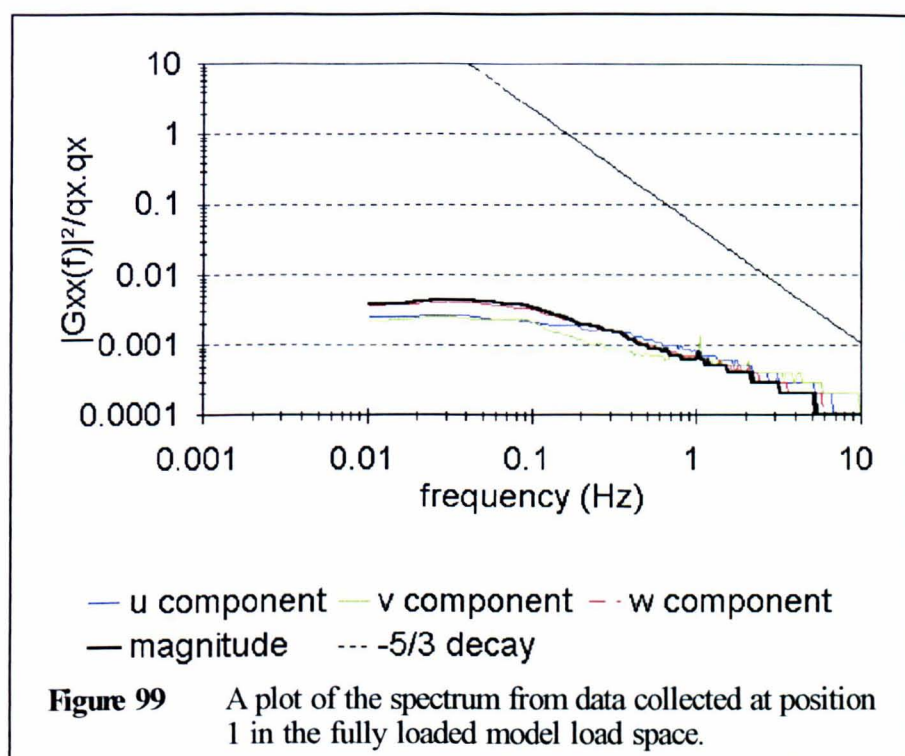 10
1
0.1
0.01
0.001
0.0001
|Gxx(f)|²/qx.qx
0.001 0.01 0.1 1 10
frequency (Hz)
u component v component w component
magnitude -5/3 decay
Figure 99 A plot of the spectrum from data collected at position
1 in the fully loaded model load space.